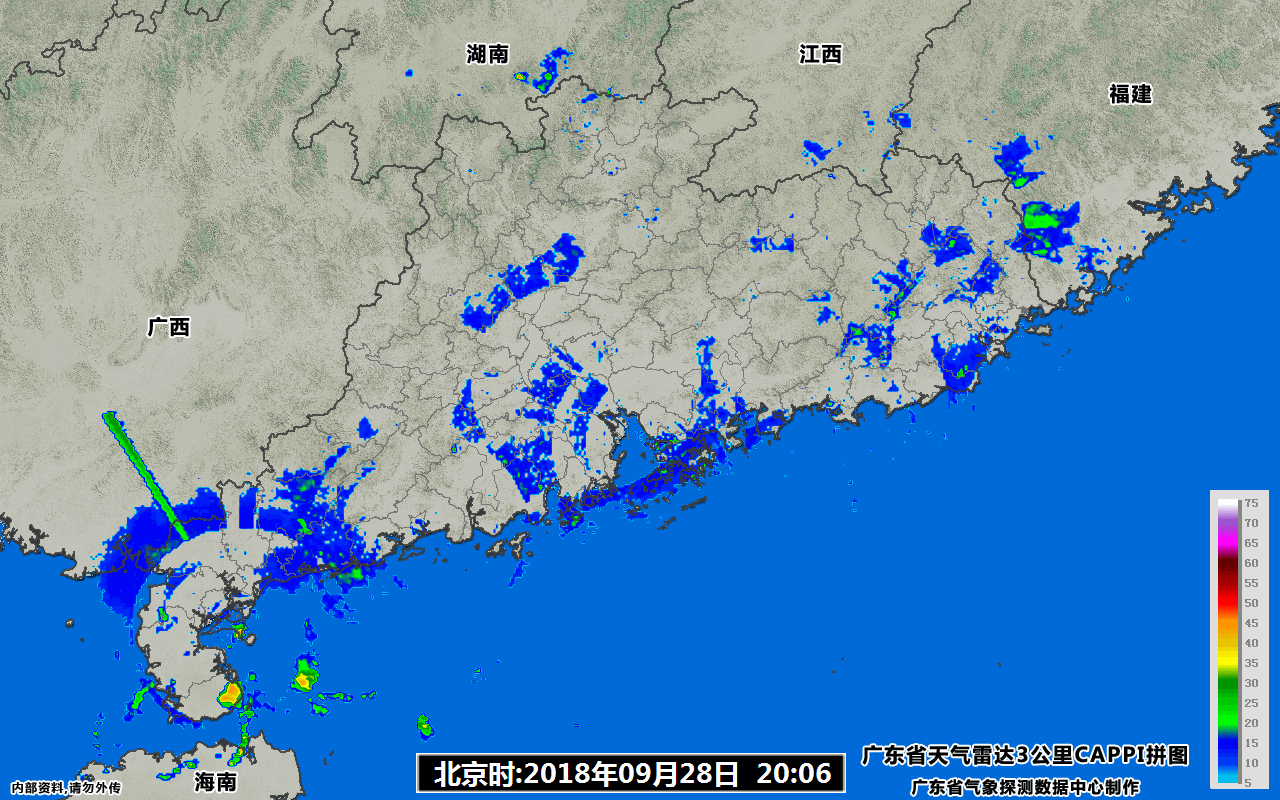 湖南
江西
福建
广西
75
70
65
60
55
50
45
40
35
30
25
20
15
10
5
广东省天气雷达3公里CAPPI拼图
北京时:2018年09月28日 20:06
海南
内部资料,请勿外传
广东省气象探测数据中心制作